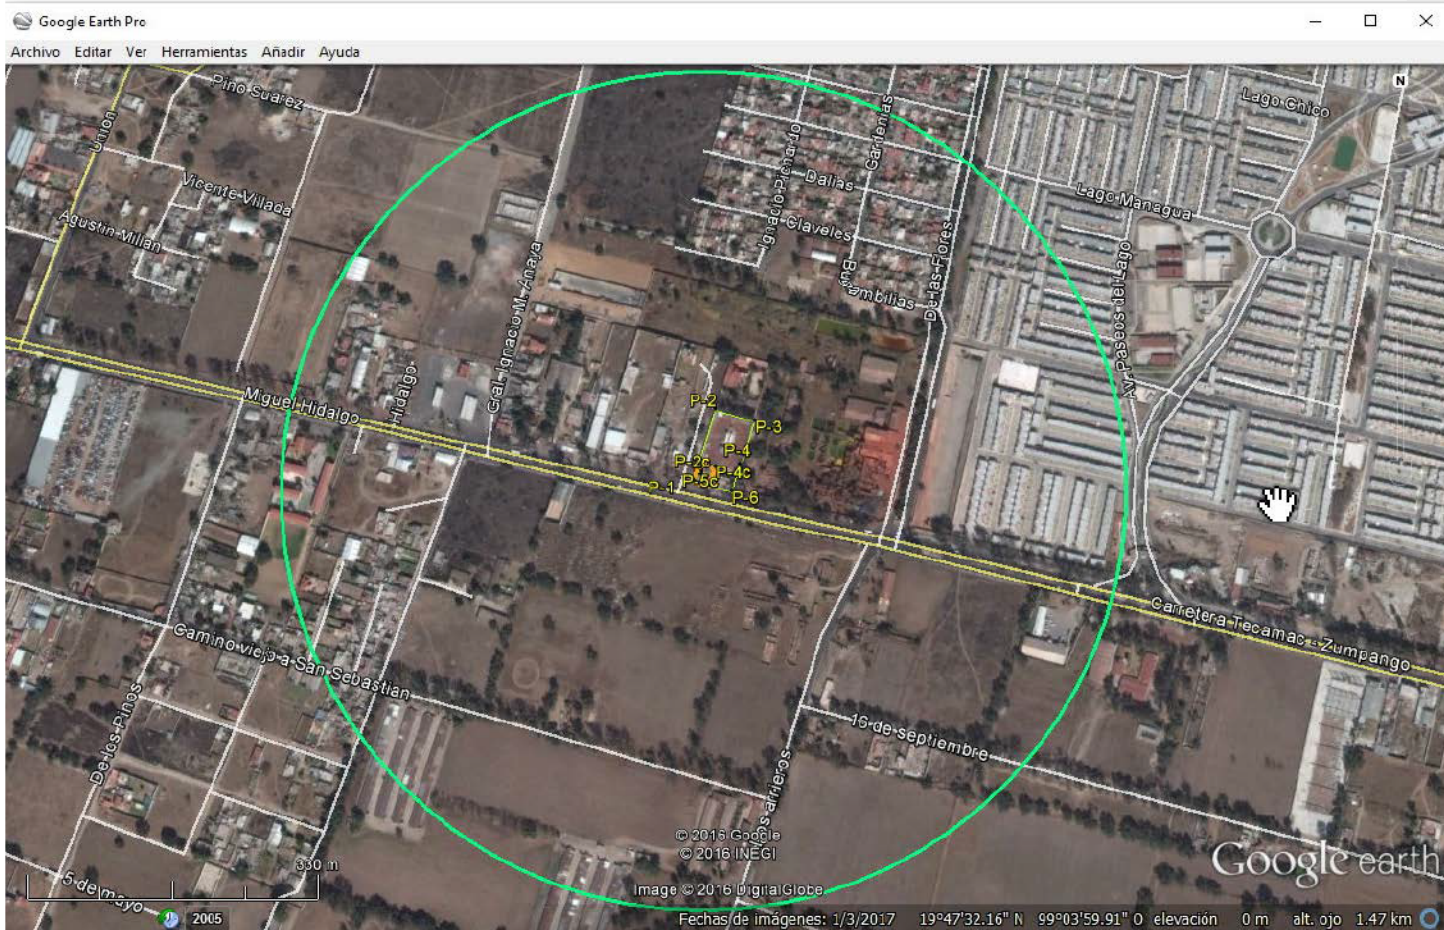 Google Earth Pro
Archivo Editar Ver Herramientas Añadir Ayuda
N
Pino Suarez
Union
Vicente Villada
Agustin Millan
Gral. Ignacio M. Anaya
Ignacio Pichardo
Gardenias
Dalias
Claveles
Bugambilias
De las Flores
Lago Chico
Lago Managua
Av. Paseos del Lago
Miguel Hidalgo
Hidalgo
P-2
P-3
P-4
P-2c
P-4c
P-5c
P-1
P-6
Carretera Tecamac - Zumpango
Camino viejo a San Sebastian
De los Pinos
16 de septiembre
arrieros
5 de mayo
330 m
© 2016 Google
© 2016 INEGI
Image © 2016 DigitalGlobe
Google earth
2005
Fechas de imágenes: 1/3/2017 19°47'32.16" N 99°03'59.91" O elevación 0 m alt. ojo 1.47 km